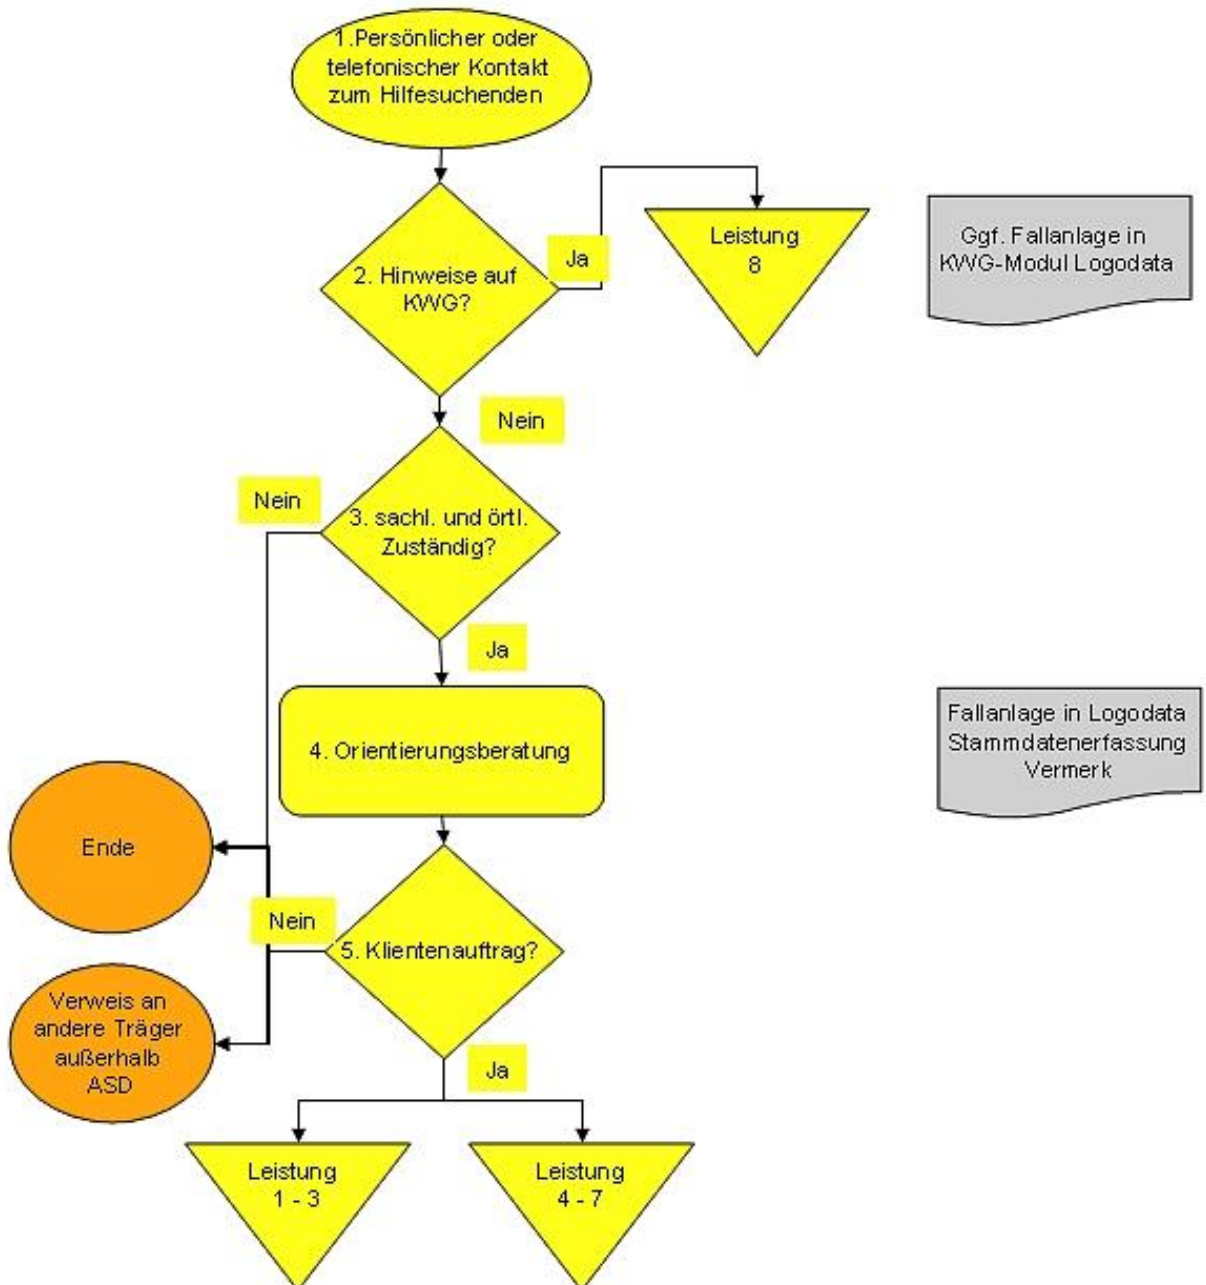 1.Persönlicher oder
telefonischer Kontakt
zum Hilfesuchenden
2. Hinweise auf
KWG?
Ja
Leistung
8
Ggf. Fallanlage in
KWG-Modul Logodata
Nein
Nein
3. sachl. und örtl.
Zuständig?
Ja
4. Orientierungsberatung
Fallanlage in Logodata
Stammdatenerfassung
Vermerk
Ende
Nein
5. Klientenauftrag?
Verweis an
andere Träger
außerhalb
ASD
Ja
Leistung
1 - 3
Leistung
4 - 7